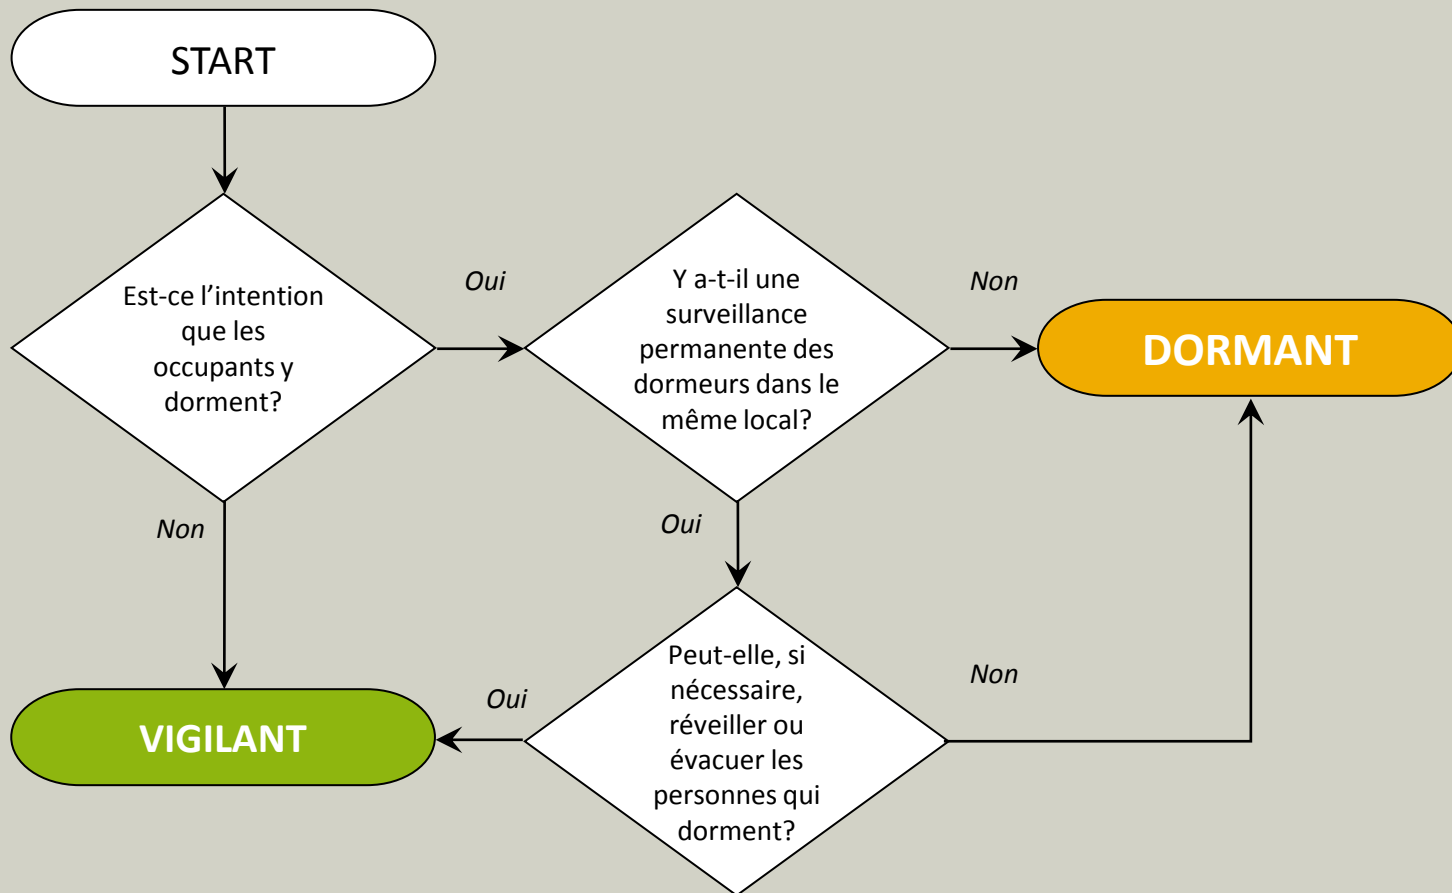 START
Est-ce l’intention
que les
occupants y
dorment?
Oui
Y a-t-il une
surveillance
permanente des
dormeurs dans le
même local?
Non
DORMANT
Non
Oui
Peut-elle, si
nécessaire,
réveiller ou
évacuer les
personnes qui
dorment?
Oui
Non
VIGILANT